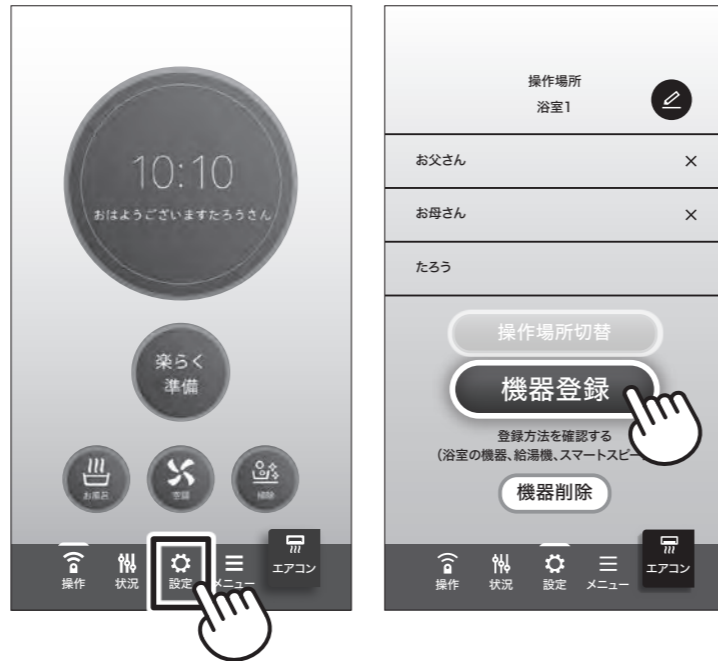 10:10
おはようございますたろうさん
楽らく
準備
お風呂
空調
掃除
操作
状況
設定
メニュー
エアコン
操作場所
浴室1
お父さん
×
お母さん
×
たろう
操作場所切替
機器登録
登録方法を確認する
(浴室の機器、給湯機、スマートスピー
機器削除
操作
状況
設定
メニュー
エアコン